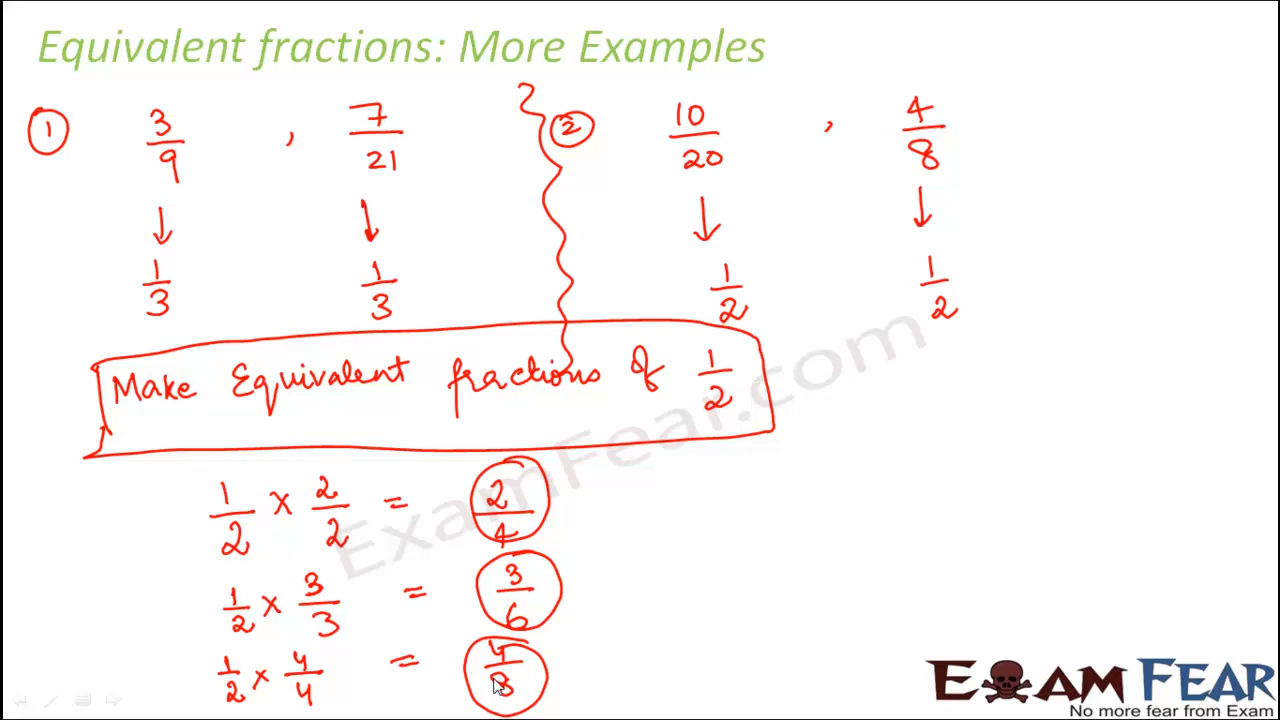 Equivalent fractions: More Examples
① 3/9 , 7/21 ② 10/20 , 4/8
↓ ↓ ↓ ↓
1/3 1/3 1/2 1/2
Make Equivalent fractions of 1/2
1/2 × 2/2 = 2/4
1/2 × 3/3 = 3/6
1/2 × 4/4 = 4/8
ExamFear.com
EXAM FEAR
No more fear from Exam